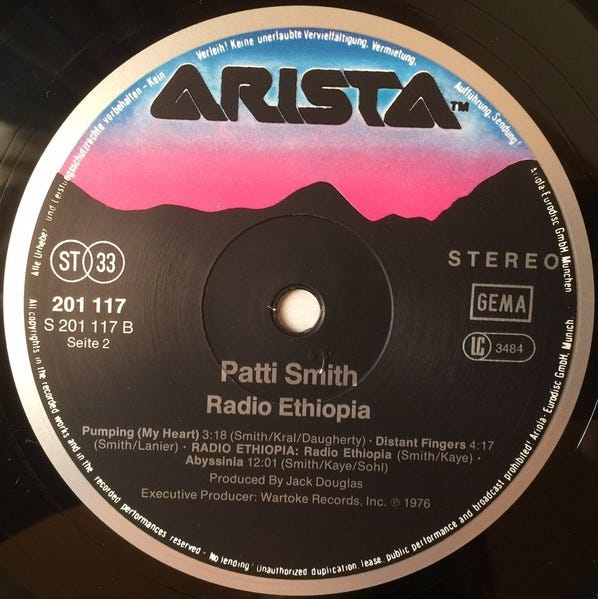 Alle Urheber- und Leistungsschutzrechte vorbehalten - Kein Verleih! Keine unerlaubte Vervielfältigung, Vermietung, Aufführung, Sendung!
ARISTA™
Ariola-Eurodisc GmbH München
ST 33
STEREO
201 117
S 201 117 B
Seite 2
GEMA
LC 3484
Patti Smith
Radio Ethiopia
Pumping (My Heart) 3:18 (Smith/Kral/Daugherty) · Distant Fingers 4:17
(Smith/Lanier) · RADIO ETHIOPIA: Radio Ethiopia (Smith/Kaye) ·
Abyssinia 12:01 (Smith/Kaye/Sohl)
Produced By Jack Douglas
Executive Producer: Wartoke Records, Inc. ℗ 1976
All copyrights in the recorded works and in the recorded performances reserved - No lending! Unauthorized duplication, lease, public performance and broadcast prohibited! Ariola-Eurodisc GmbH, Munich.